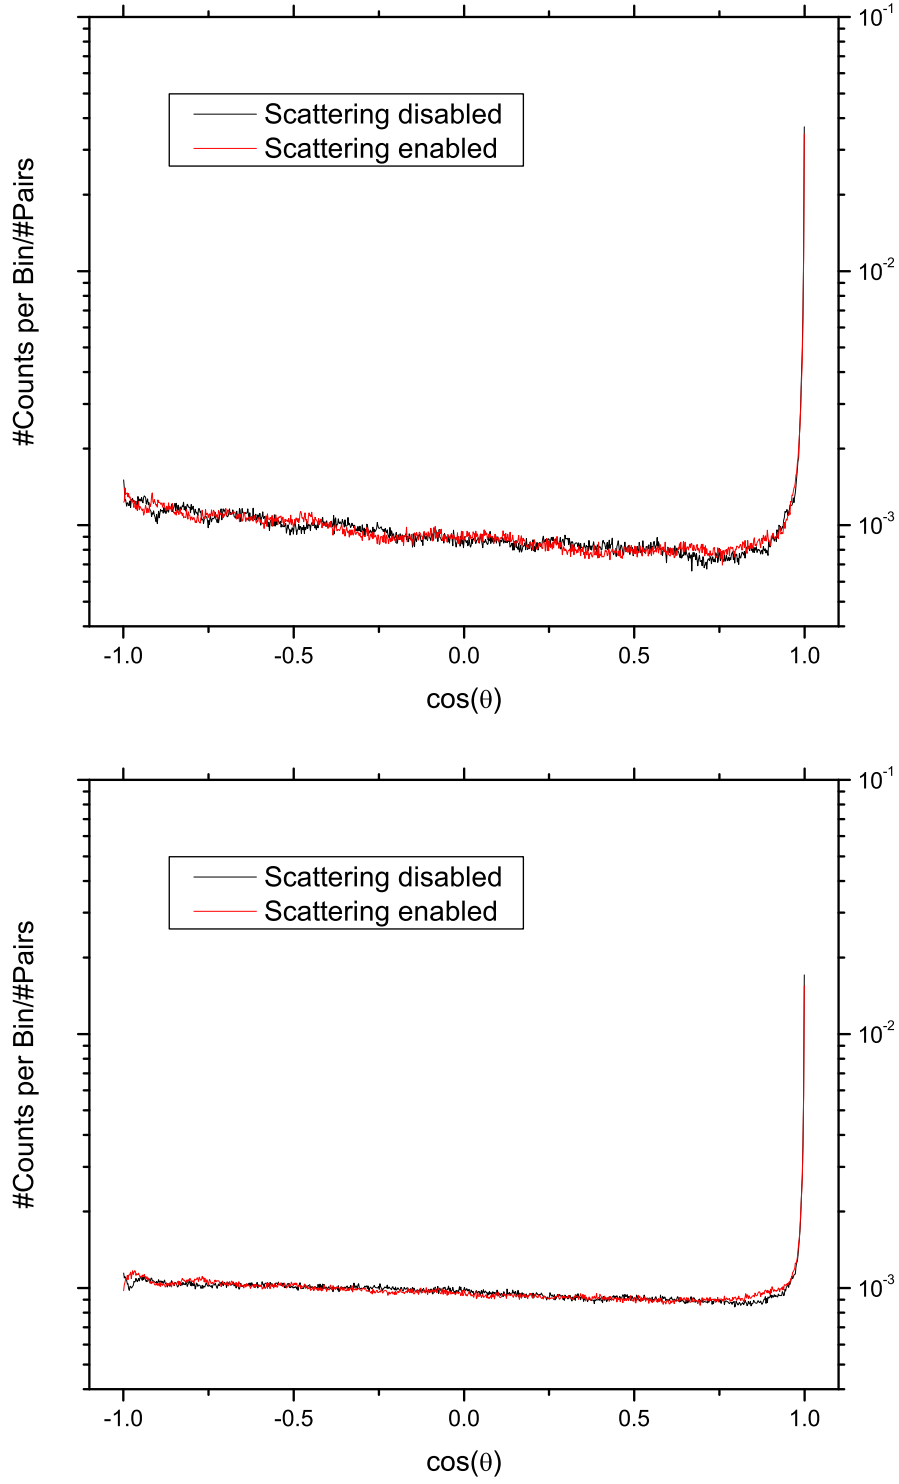 10^-1
Scattering disabled
Scattering enabled
#Counts per Bin/#Pairs
10^-2
10^-3
-1.0 -0.5 0.0 0.5 1.0
cos(θ)
10^-1
Scattering disabled
Scattering enabled
#Counts per Bin/#Pairs
10^-2
10^-3
-1.0 -0.5 0.0 0.5 1.0
cos(θ)